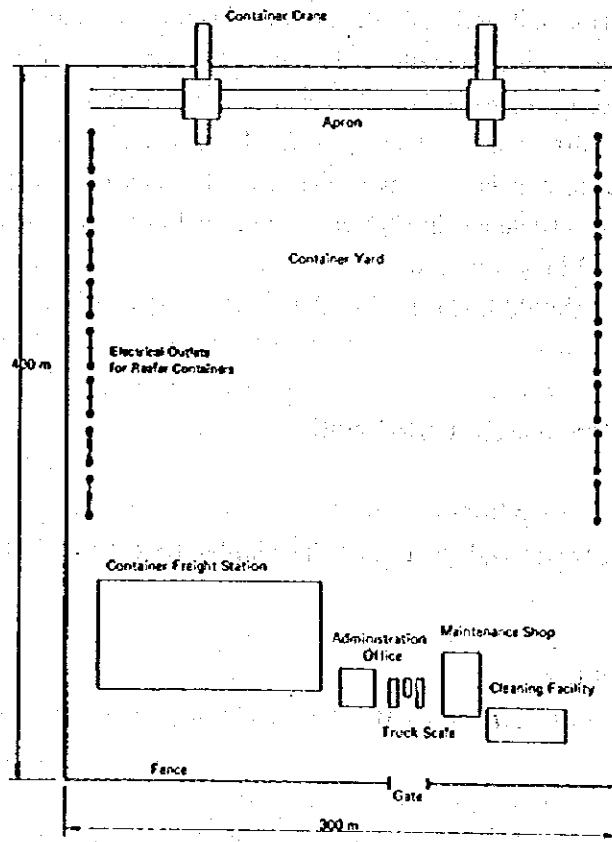 Container Crane
Apron
Container Yard
400 m
Electrical Outlets
for Reefer Containers
Container Freight Station
Administration
Office
Maintenance Shop
Cleaning Facility
Truck Scale
Fence
Gate
300 m